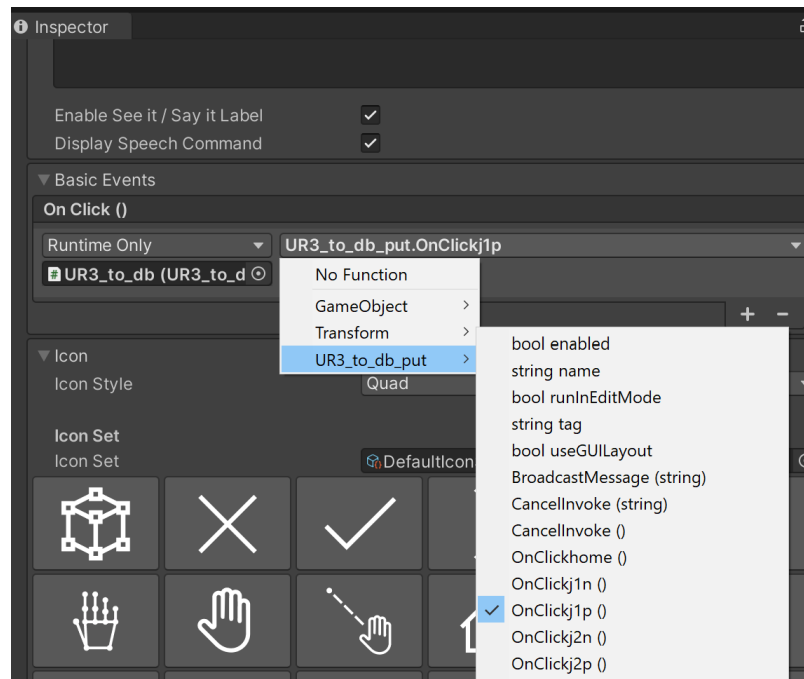 Inspector
Enable See it / Say it Label
Display Speech Command
Basic Events
On Click ()
Runtime Only
UR3_to_db_put.OnClickj1p
UR3_to_db (UR3_to_d
No Function
GameObject
Transform
UR3_to_db_put
bool enabled
string name
bool runInEditMode
string tag
bool useGUILayout
BroadcastMessage (string)
CancelInvoke (string)
CancelInvoke ()
OnClickhome ()
OnClickj1n ()
OnClickj1p ()
OnClickj2n ()
OnClickj2p ()
Icon
Icon Style
Quad
Icon Set
Icon Set
DefaultIcon